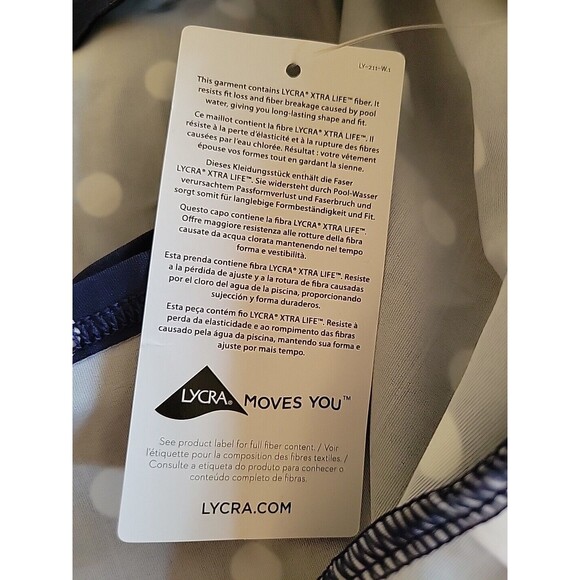 LY-211-W.1
This garment contains LYCRA® XTRA LIFE™ fiber. It
resists fit loss and fiber breakage caused by pool
water, giving you long-lasting shape and fit.
Ce maillot contient la fibre LYCRA® XTRA LIFE™. Il
résiste à la perte d'élasticité et à la rupture des fibres
causées par l'eau chlorée. Résultat : votre vêtement
épouse vos formes tout en gardant la sienne.
Dieses Kleidungsstück enthält die Faser
LYCRA® XTRA LIFE™. Sie widersteht durch Pool-Wasser
verursachtem Passformverlust und Faserbruch und
sorgt somit für langlebige Formbeständigkeit und Fit.
Questo capo contiene la fibra LYCRA® XTRA LIFE™.
Offre maggiore resistenza alle rotture della fibra
causate da acqua clorata mantenendo nel tempo
forma e vestibilità.
Esta prenda contiene fibra LYCRA® XTRA LIFE™. Resiste
a la pérdida de ajuste y a la rotura de fibra causadas
por el cloro del agua de la piscina, proporcionando
sujección y forma duraderos.
Esta peça contém fio LYCRA® XTRA LIFE™. Resiste à
perda da elasticidade e ao rompimento das fibras
causado pela água da piscina, mantendo sua forma e
ajuste por mais tempo.
LYCRA® MOVES YOU™
See product label for full fiber content. / Voir
l'étiquette pour la composition des fibres textiles. /
Consulte a etiqueta do produto para conhecer o
conteúdo completo de fibras.
LYCRA.COM